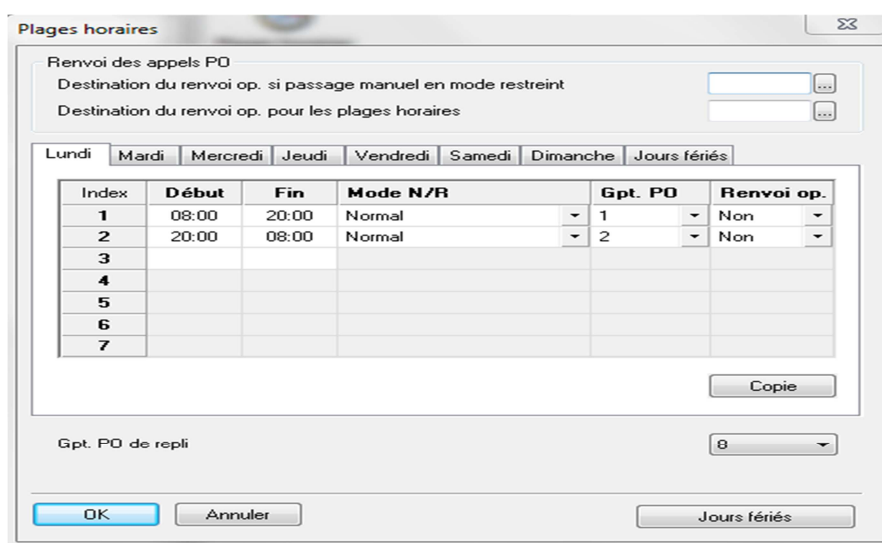 Plages horaires
Renvoi des appels PO
Destination du renvoi op. si passage manuel en mode restreint
...
Destination du renvoi op. pour les plages horaires
...
Lundi Mardi Mercredi Jeudi Vendredi Samedi Dimanche Jours fériés
Index Début Fin Mode N/R Gpt. PO Renvoi op.
1 08:00 20:00 Normal 1 Non
2 20:00 08:00 Normal 2 Non
3
4
5
6
7
Copie
Gpt. PO de repli 8
OK Annuler Jours fériés